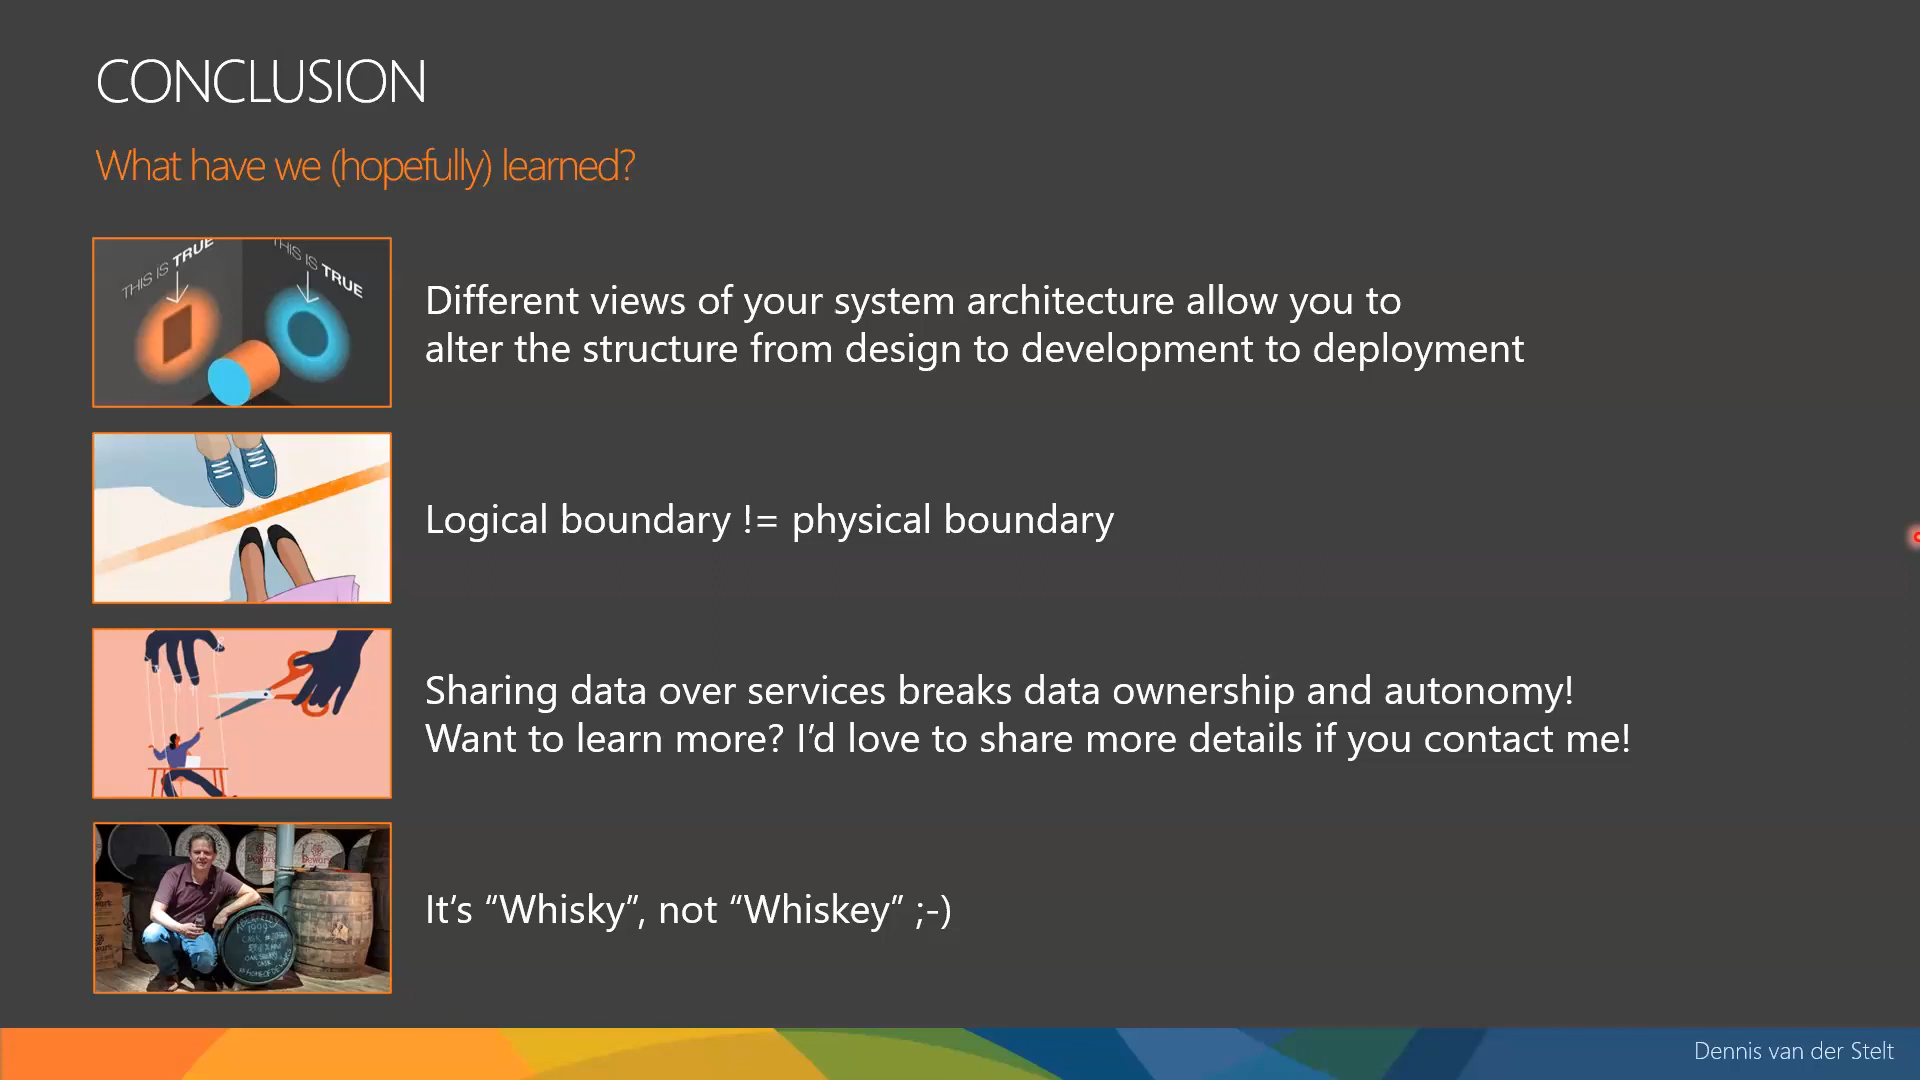 CONCLUSION
What have we (hopefully) learned?
THIS IS TRUE
THIS IS TRUE
Different views of your system architecture allow you to
alter the structure from design to development to deployment
Logical boundary != physical boundary
Sharing data over services breaks data ownership and autonomy!
Want to learn more? I’d love to share more details if you contact me!
It’s “Whisky”, not “Whiskey” ;-)
Dennis van der Stelt